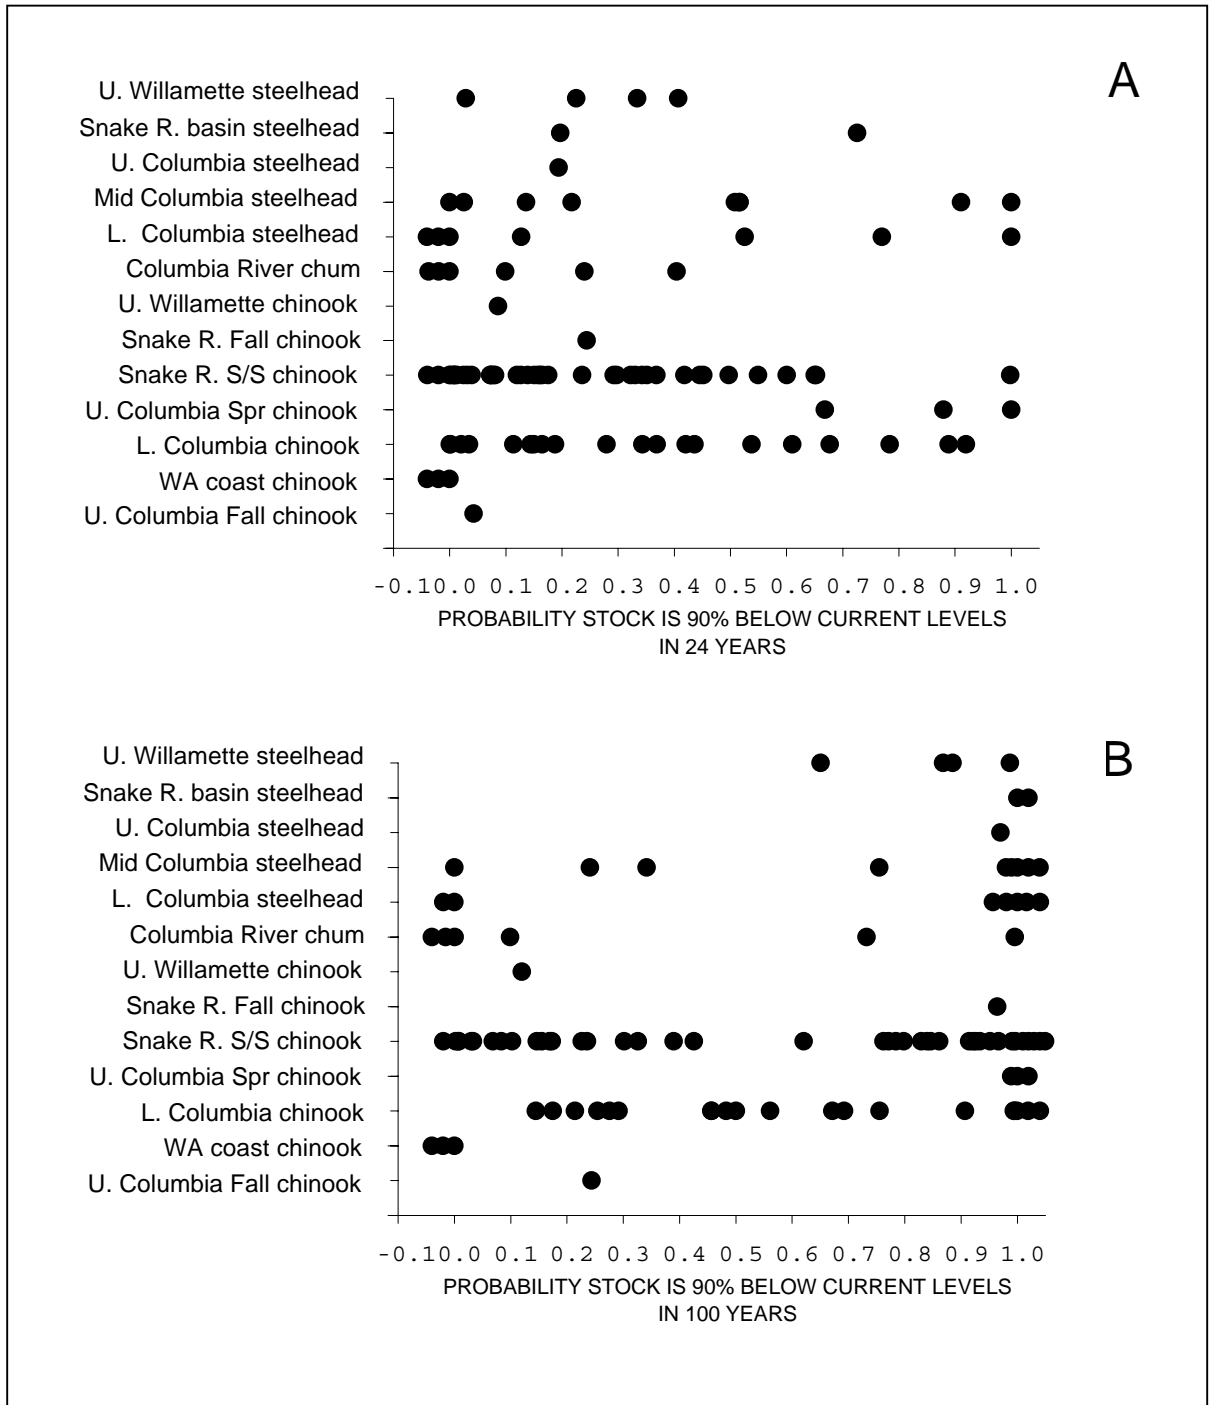 A
U. Willamette steelhead
Snake R. basin steelhead
U. Columbia steelhead
Mid Columbia steelhead
L. Columbia steelhead
Columbia River chum
U. Willamette chinook
Snake R. Fall chinook
Snake R. S/S chinook
U. Columbia Spr chinook
L. Columbia chinook
WA coast chinook
U. Columbia Fall chinook
-0.1 0.0 0.1 0.2 0.3 0.4 0.5 0.6 0.7 0.8 0.9 1.0
PROBABILITY STOCK IS 90% BELOW CURRENT LEVELS
IN 24 YEARS
B
U. Willamette steelhead
Snake R. basin steelhead
U. Columbia steelhead
Mid Columbia steelhead
L. Columbia steelhead
Columbia River chum
U. Willamette chinook
Snake R. Fall chinook
Snake R. S/S chinook
U. Columbia Spr chinook
L. Columbia chinook
WA coast chinook
U. Columbia Fall chinook
-0.1 0.0 0.1 0.2 0.3 0.4 0.5 0.6 0.7 0.8 0.9 1.0
PROBABILITY STOCK IS 90% BELOW CURRENT LEVELS
IN 100 YEARS